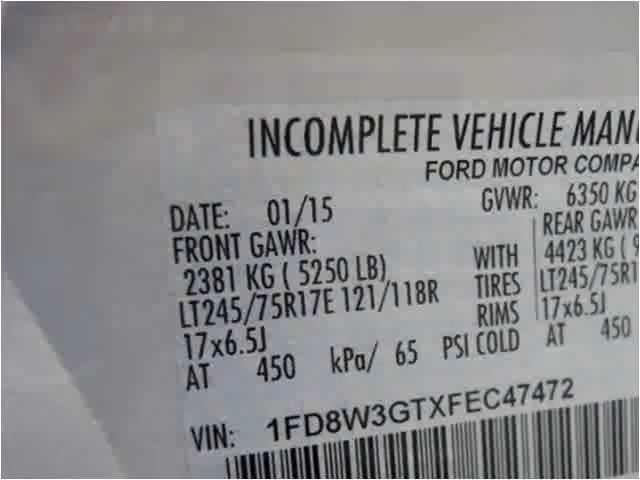 INCOMPLETE VEHICLE MAN
FORD MOTOR COMPA
DATE: 01/15 GVWR: 6350 KG
FRONT GAWR: REAR GAWR
2381 KG ( 5250 LB) WITH 4423 KG ( 9
LT245/75R17E 121/118R TIRES LT245/75R1
17x6.5J RIMS 17x6.5J
AT 450 kPa/ 65 PSI COLD AT 450
VIN: 1FD8W3GTXFEC47472